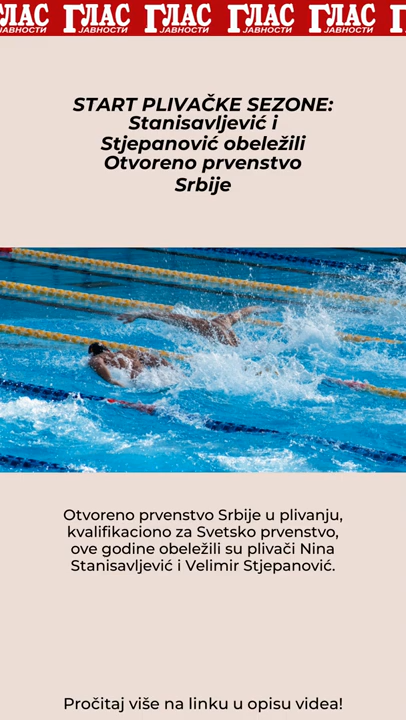 ГЛАС ГЛАС ГЛАС ГЛАС ГЛАС
ЈАВНОСТИ ЈАВНОСТИ ЈАВНОСТИ ЈАВНОСТИ
START PLIVAČKE SEZONE:
Stanisavljević i
Stjepanović obeležili
Otvoreno prvenstvo
Srbije
Otvoreno prvenstvo Srbije u plivanju,
kvalifikaciono za Svetsko prvenstvo,
ove godine obeležili su plivači Nina
Stanisavljević i Velimir Stjepanović.
Pročitaj više na linku u opisu videa!